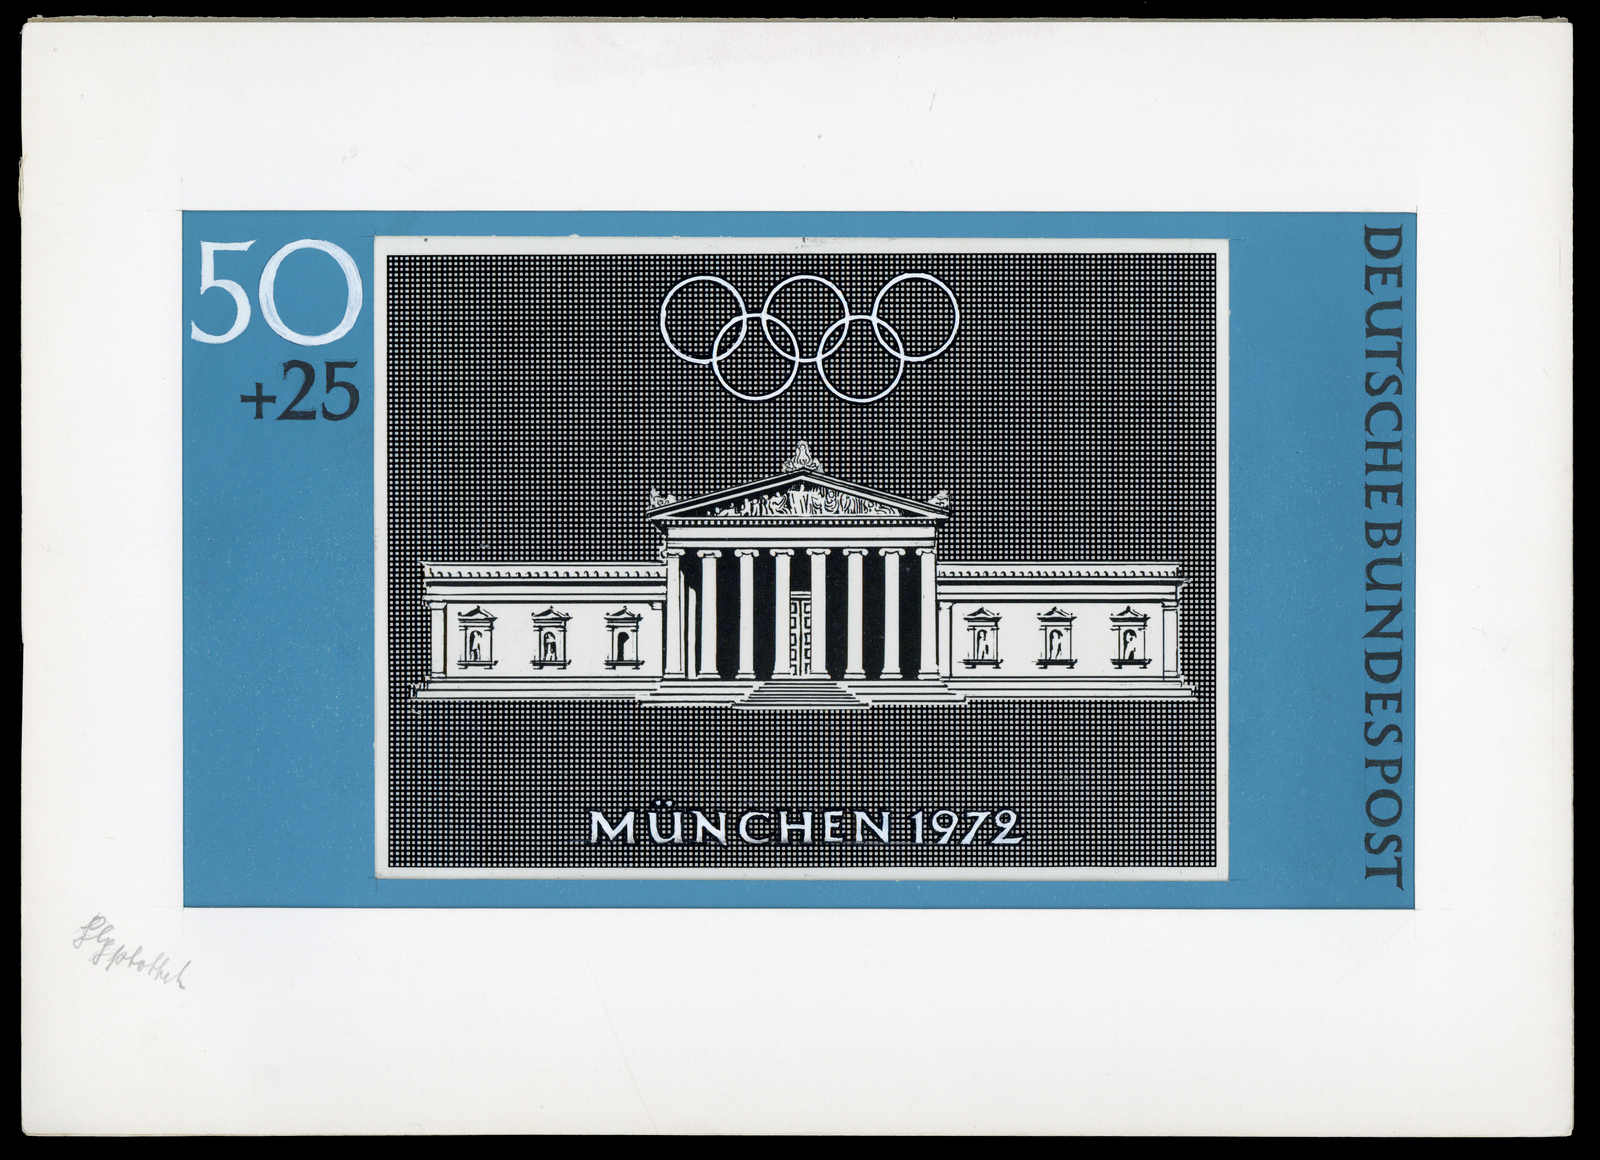 50
+25
DEUTSCHE BUNDESPOST
MÜNCHEN 1972
Glyptothek